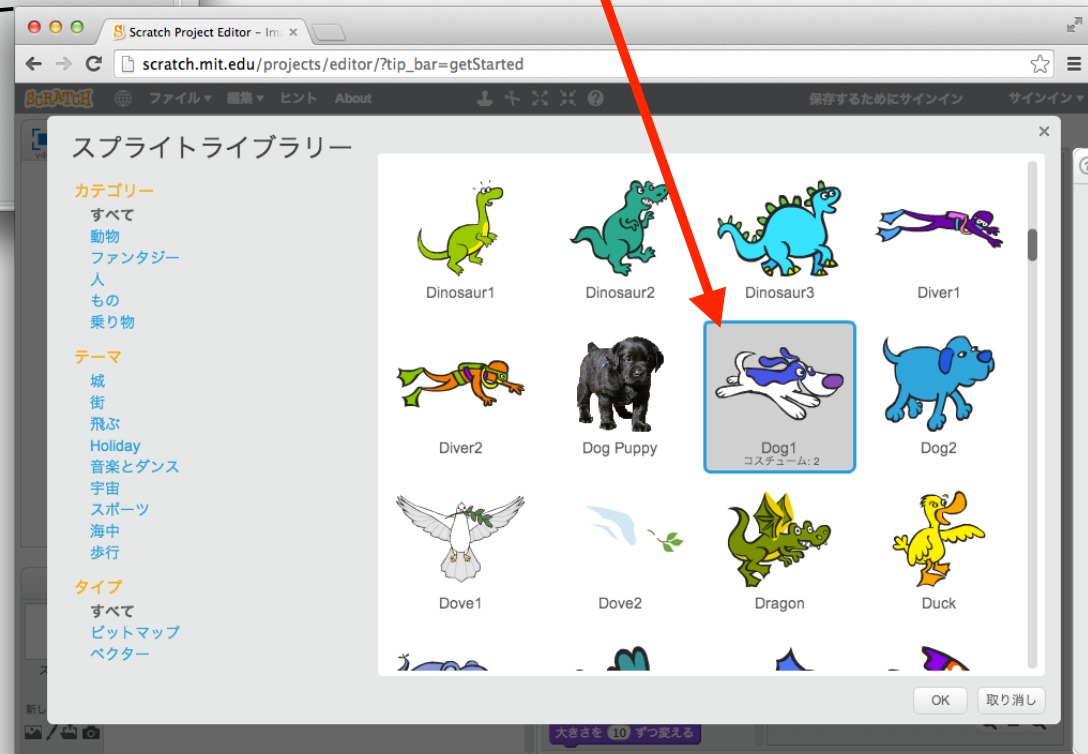 Scratch Project Editor – Im
scratch.mit.edu/projects/editor/?tip_bar=getStarted
SCRATCH ファイル 編集 ヒント About 保存するためにサインイン サインイン
スプライトライブラリー
カテゴリー
すべて
動物
ファンタジー
人
もの
乗り物
テーマ
城
街
飛ぶ
Holiday
音楽とダンス
宇宙
スポーツ
海中
歩行
タイプ
すべて
ビットマップ
ベクター
Dinosaur1 Dinosaur2 Dinosaur3 Diver1
Diver2 Dog Puppy Dog1 Dog2
コスチューム: 2
Dove1 Dove2 Dragon Duck
OK 取り消し
新し
大きさを 10 ずつ変える